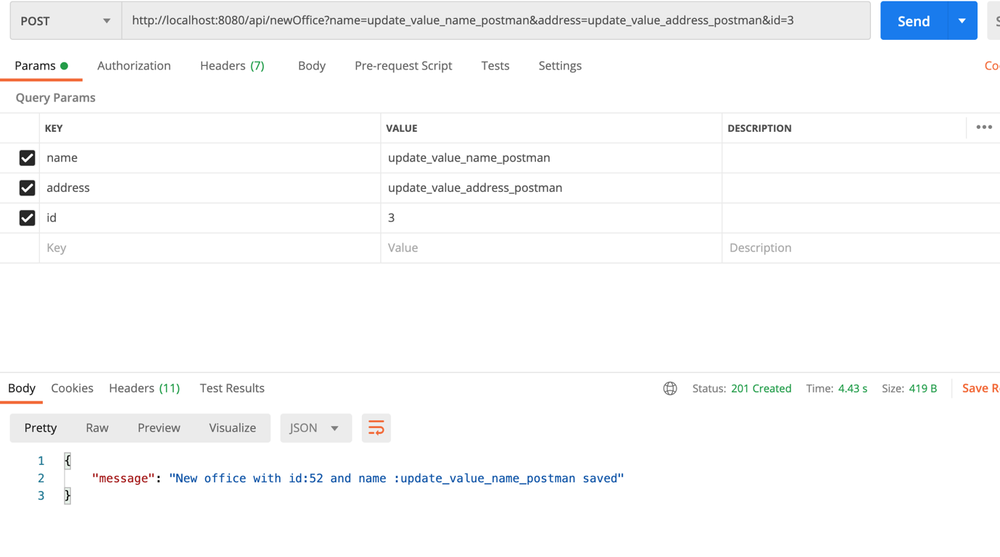 POST http://localhost:8080/api/newOffice?name=update_value_name_postman&address=update_value_address_postman&id=3 Send S
Params Authorization Headers (7) Body Pre-request Script Tests Settings Co
Query Params
KEY VALUE DESCRIPTION •••
name update_value_name_postman
address update_value_address_postman
id 3
Key Value Description
Body Cookies Headers (11) Test Results Status: 201 Created Time: 4.43 s Size: 419 B Save R
Pretty Raw Preview Visualize JSON
1 {
2 "message": "New office with id:52 and name :update_value_name_postman saved"
3 }